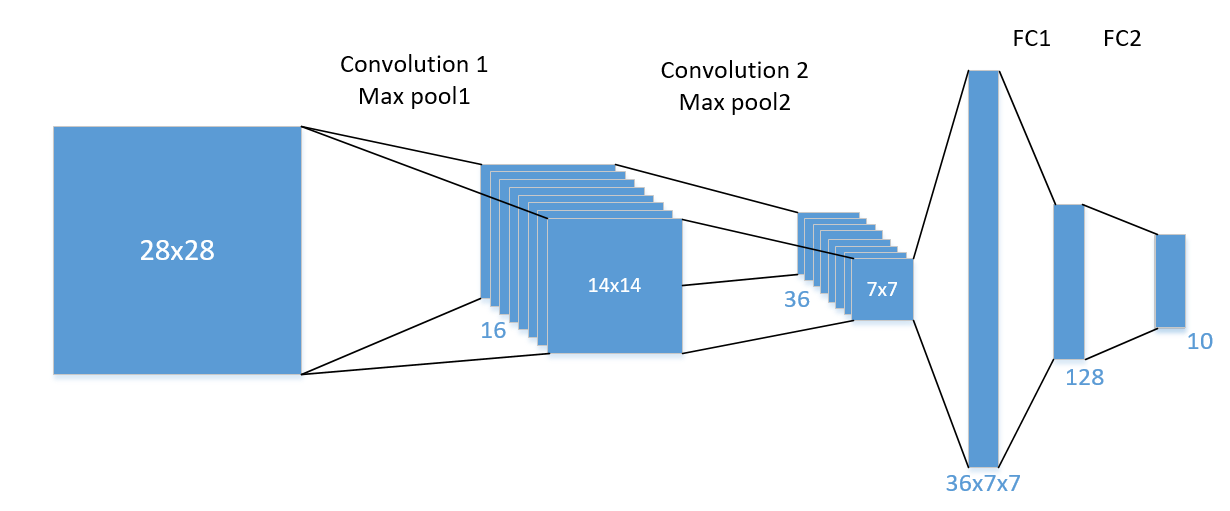 FC1
FC2
Convolution 1
Max pool1
Convolution 2
Max pool2
28x28
14x14
7x7
16
36
10
128
36x7x7